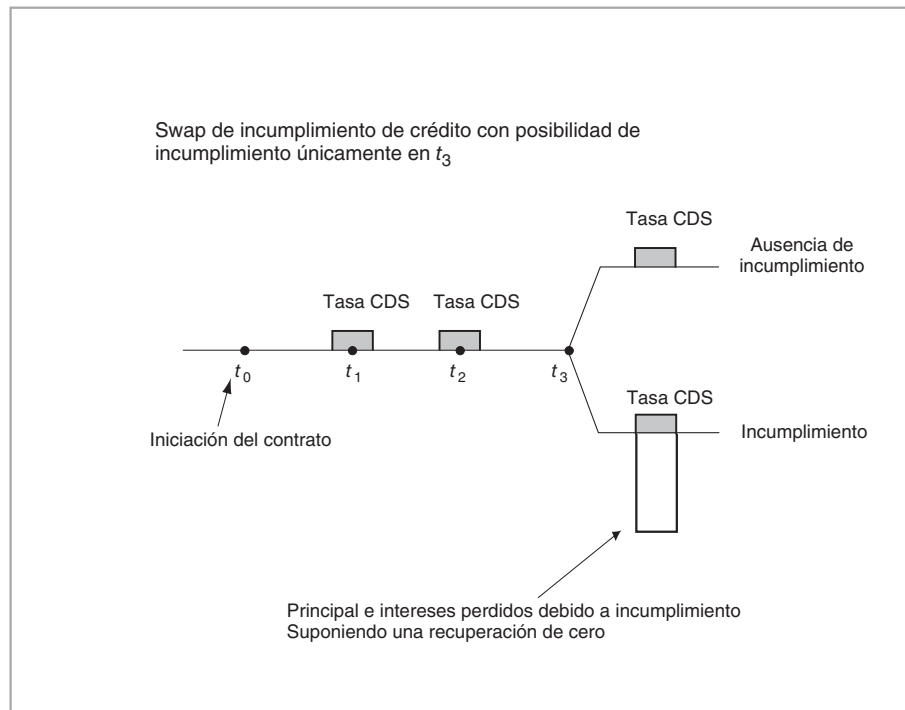 Swap de incumplimiento de crédito con posibilidad de
incumplimiento únicamente en t3
Tasa CDS
Ausencia de
incumplimiento
Tasa CDS
Tasa CDS
t0
t1
t2
t3
Tasa CDS
Iniciación del contrato
Incumplimiento
Principal e intereses perdidos debido a incumplimiento
Suponiendo una recuperación de cero